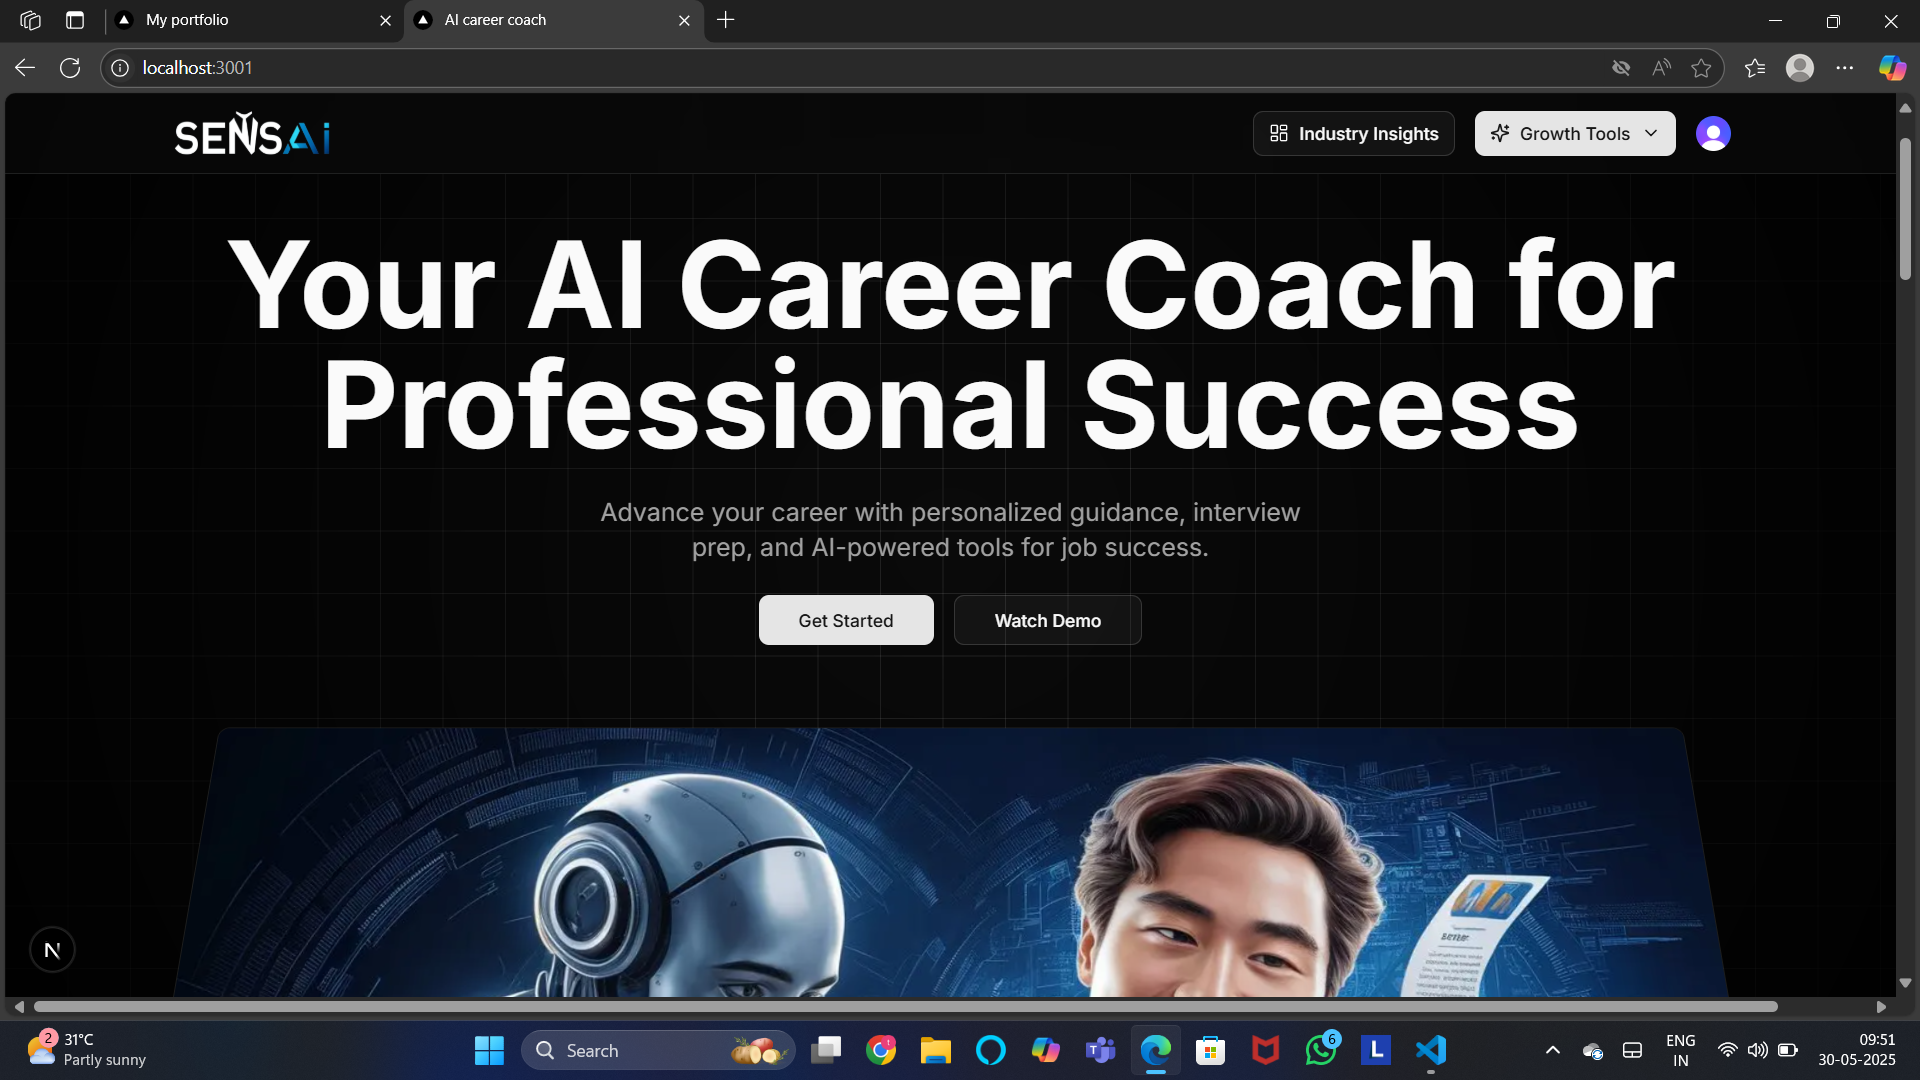 My portfolio
AI career coach
localhost:3001
SENSAi
Industry Insights
Growth Tools
Your AI Career Coach for
Professional Success
Advance your career with personalized guidance, interview
prep, and AI-powered tools for job success.
Get Started
Watch Demo
N
2
31°C
Partly sunny
Search
6
L
ENG
IN
09:51
30-05-2025